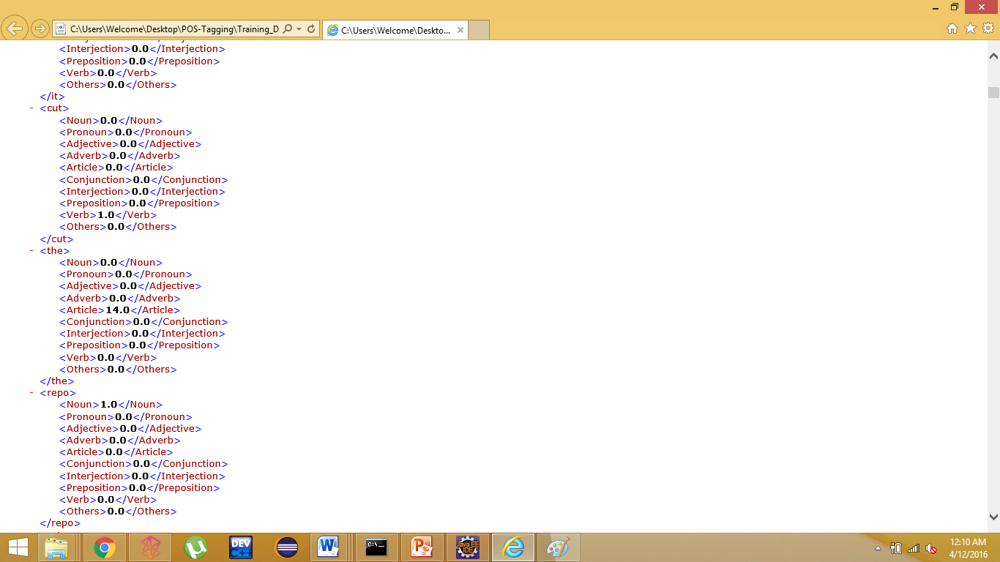 C:\Users\Welcome\Desktop\POS-Tagging\Training_D
C:\Users\Welcome\Deskto...
<Interjection>0.0</Interjection>
<Preposition>0.0</Preposition>
<Verb>0.0</Verb>
<Others>0.0</Others>
</it>
- <cut>
<Noun>0.0</Noun>
<Pronoun>0.0</Pronoun>
<Adjective>0.0</Adjective>
<Adverb>0.0</Adverb>
<Article>0.0</Article>
<Conjunction>0.0</Conjunction>
<Interjection>0.0</Interjection>
<Preposition>0.0</Preposition>
<Verb>1.0</Verb>
<Others>0.0</Others>
</cut>
- <the>
<Noun>0.0</Noun>
<Pronoun>0.0</Pronoun>
<Adjective>0.0</Adjective>
<Adverb>0.0</Adverb>
<Article>14.0</Article>
<Conjunction>0.0</Conjunction>
<Interjection>0.0</Interjection>
<Preposition>0.0</Preposition>
<Verb>0.0</Verb>
<Others>0.0</Others>
</the>
- <repo>
<Noun>1.0</Noun>
<Pronoun>0.0</Pronoun>
<Adjective>0.0</Adjective>
<Adverb>0.0</Adverb>
<Article>0.0</Article>
<Conjunction>0.0</Conjunction>
<Interjection>0.0</Interjection>
<Preposition>0.0</Preposition>
<Verb>0.0</Verb>
<Others>0.0</Others>
</repo>
DEV
C++
C:\_
Java EE
IDE
12:10 AM
4/12/2016